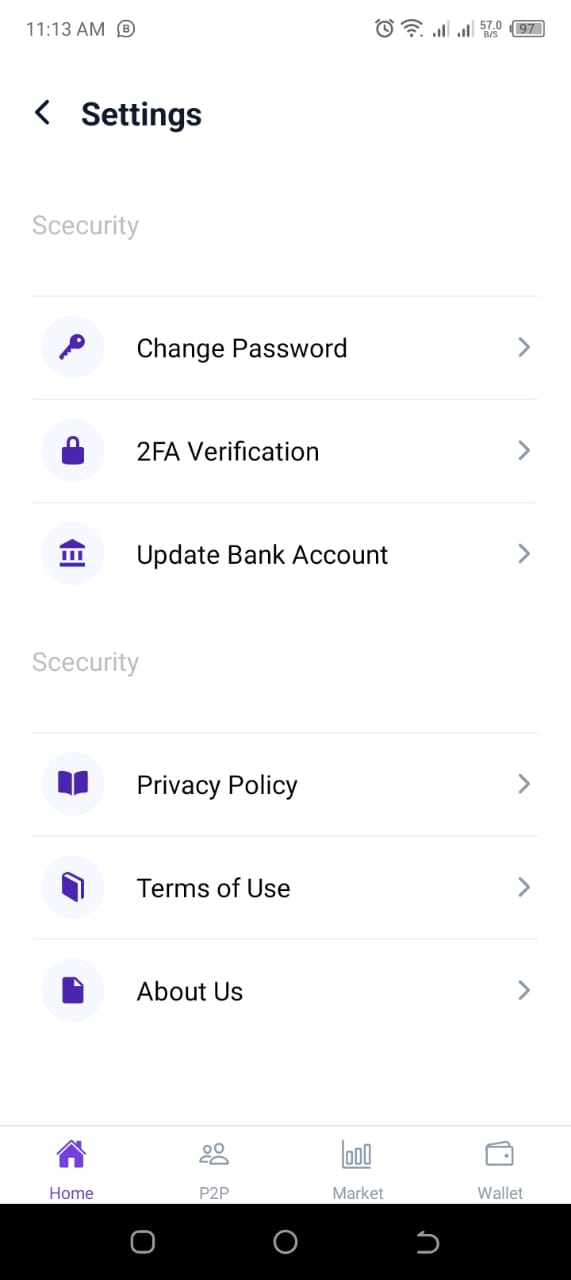 11:13 AM
57.0
B/S
97
Settings
Scecurity
Change Password
2FA Verification
Update Bank Account
Scecurity
Privacy Policy
Terms of Use
About Us
Home P2P Market Wallet